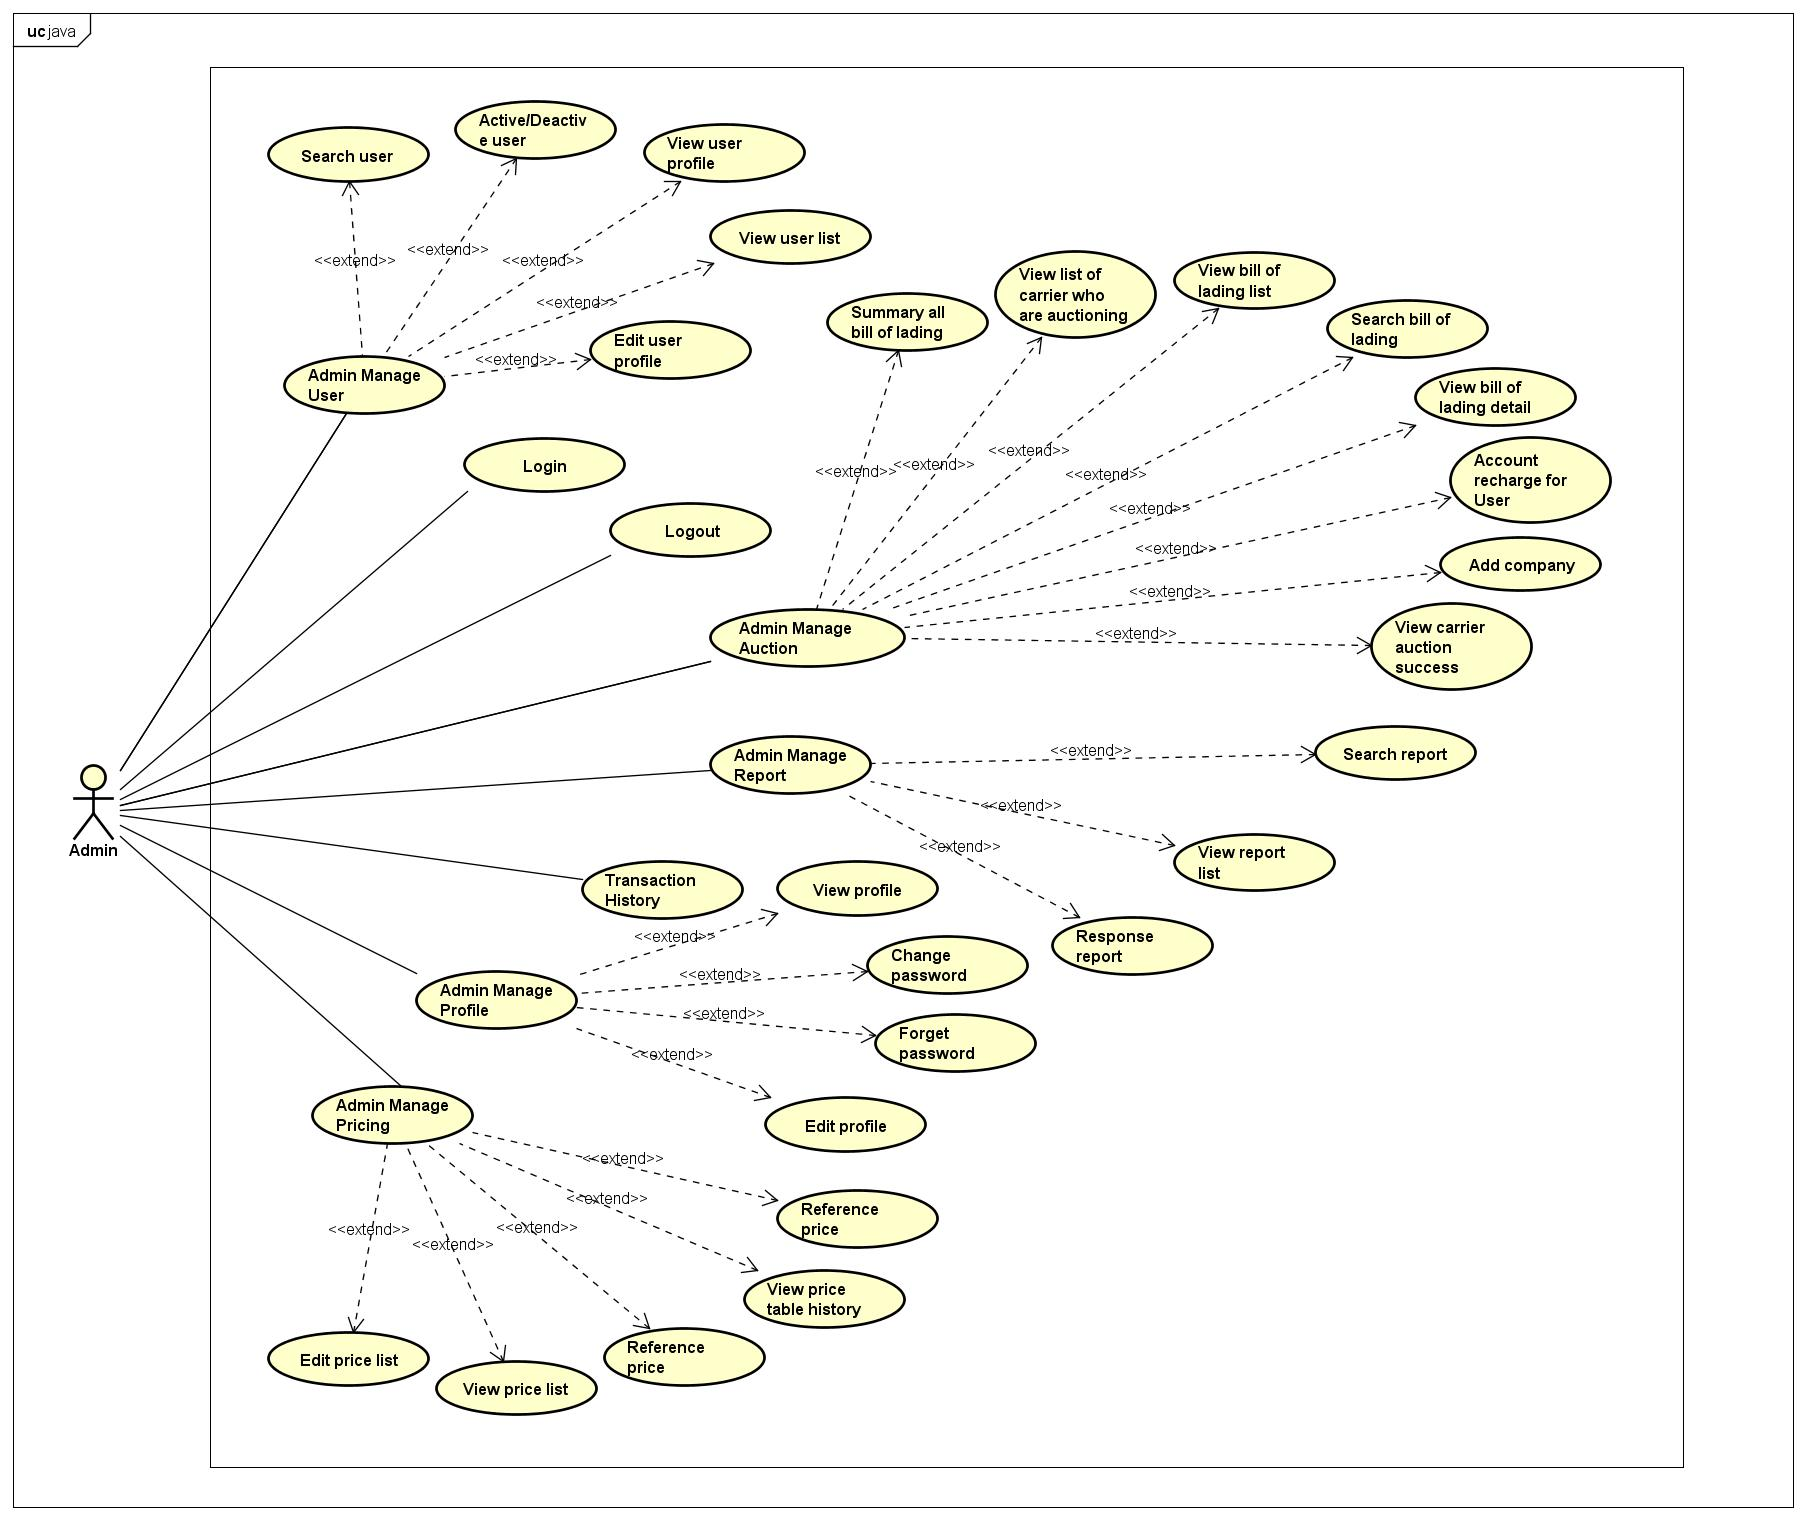 uc java
Active/Deactiv
e user
View user
profile
Search user
View user list
<<extend>>
<<extend>>
<<extend>>
<<extend>>
<<extend>>
Edit user
profile
Admin Manage
User
View list of
carrier who
are auctioning
View bill of
lading list
Summary all
bill of lading
Search bill of
lading
View bill of
lading detail
Login
Account
recharge for
User
Logout
<<extend>>
<<extend>>
<<extend>>
<<extend>>
<<extend>>
<<extend>>
<<extend>>
<<extend>>
Add company
Admin Manage
Auction
View carrier
auction
success
Admin Manage
Report
<<extend>>
Search report
<<extend>>
<<extend>>
View report
list
Response
report
Admin
Transaction
History
View profile
<<extend>>
Change
password
<<extend>>
Admin Manage
Profile
<<extend>>
Forget
password
<<extend>>
Edit profile
Admin Manage
Pricing
<<extend>>
<<extend>>
<<extend>>
<<extend>>
<<extend>>
Reference
price
View price
table history
Reference
price
Edit price list
View price list